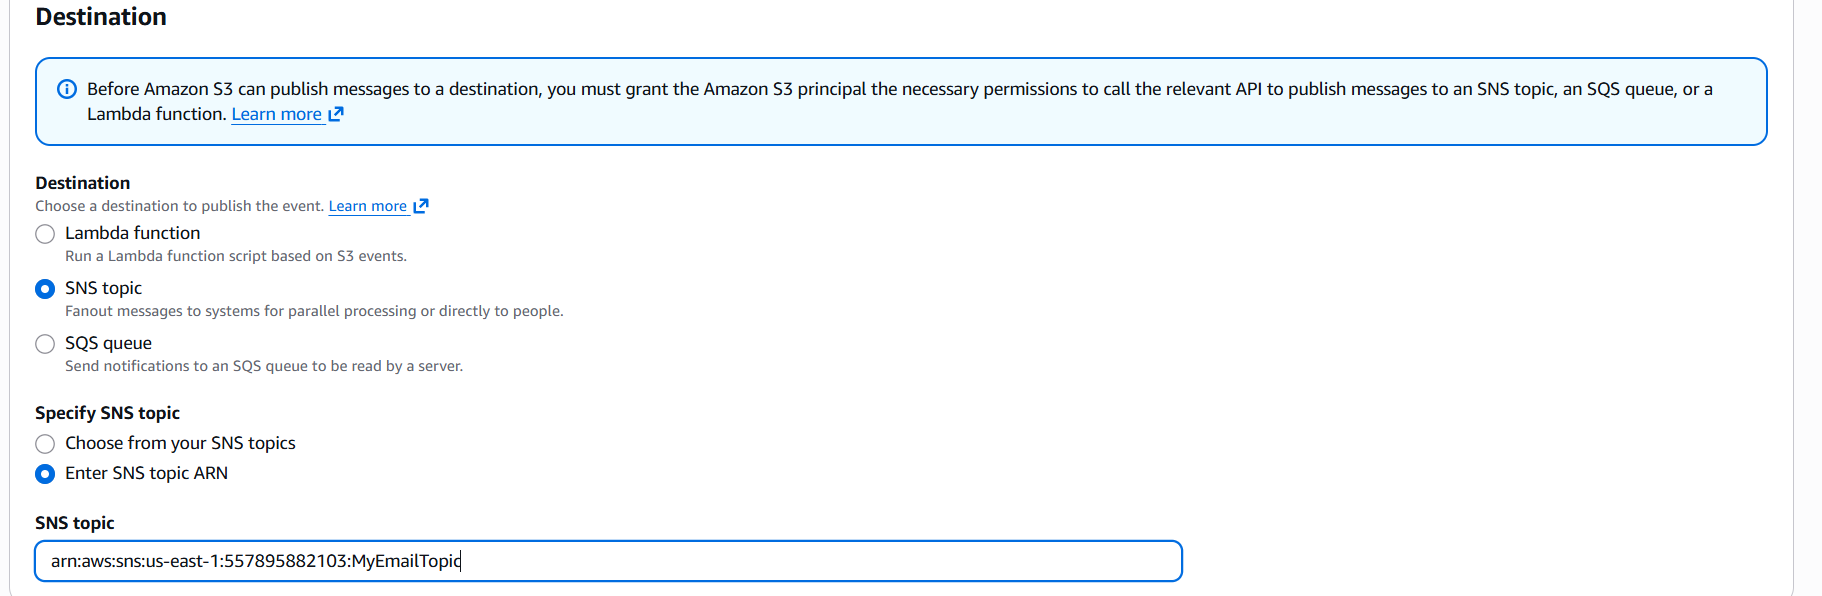 Destination
Before Amazon S3 can publish messages to a destination, you must grant the Amazon S3 principal the necessary permissions to call the relevant API to publish messages to an SNS topic, an SQS queue, or a
Lambda function. Learn more
Destination
Choose a destination to publish the event. Learn more
Lambda function
Run a Lambda function script based on S3 events.
SNS topic
Fanout messages to systems for parallel processing or directly to people.
SQS queue
Send notifications to an SQS queue to be read by a server.
Specify SNS topic
Choose from your SNS topics
Enter SNS topic ARN
SNS topic
arn:aws:sns:us-east-1:557895882103:MyEmailTopic